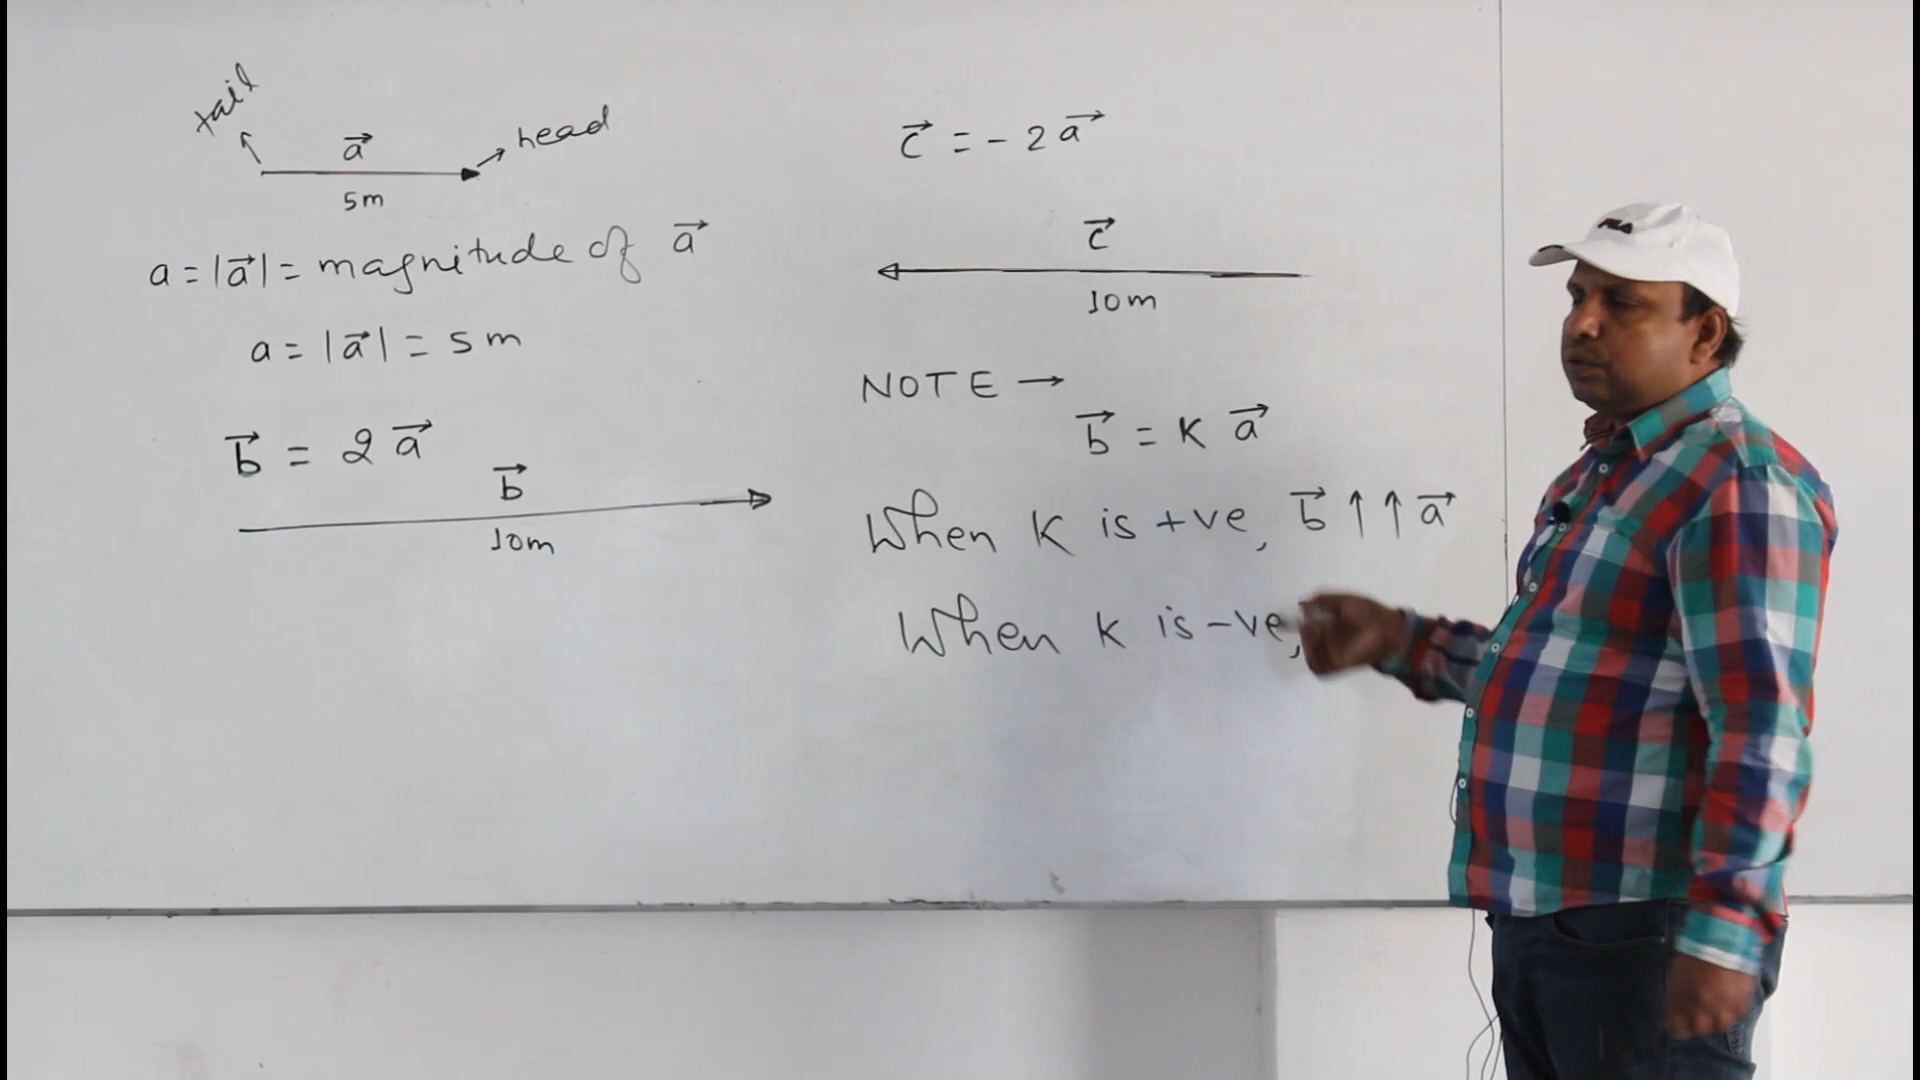 tail
a⃗
head
5m
a = |a⃗| = magnitude of a⃗
a = |a⃗| = 5 m
b⃗ = 2 a⃗
b⃗
10m
c⃗ = - 2 a⃗
c⃗
10m
NOTE →
b⃗ = K a⃗
When K is +ve, b⃗ ↑ ↑ a⃗
When K is -ve,
FILA